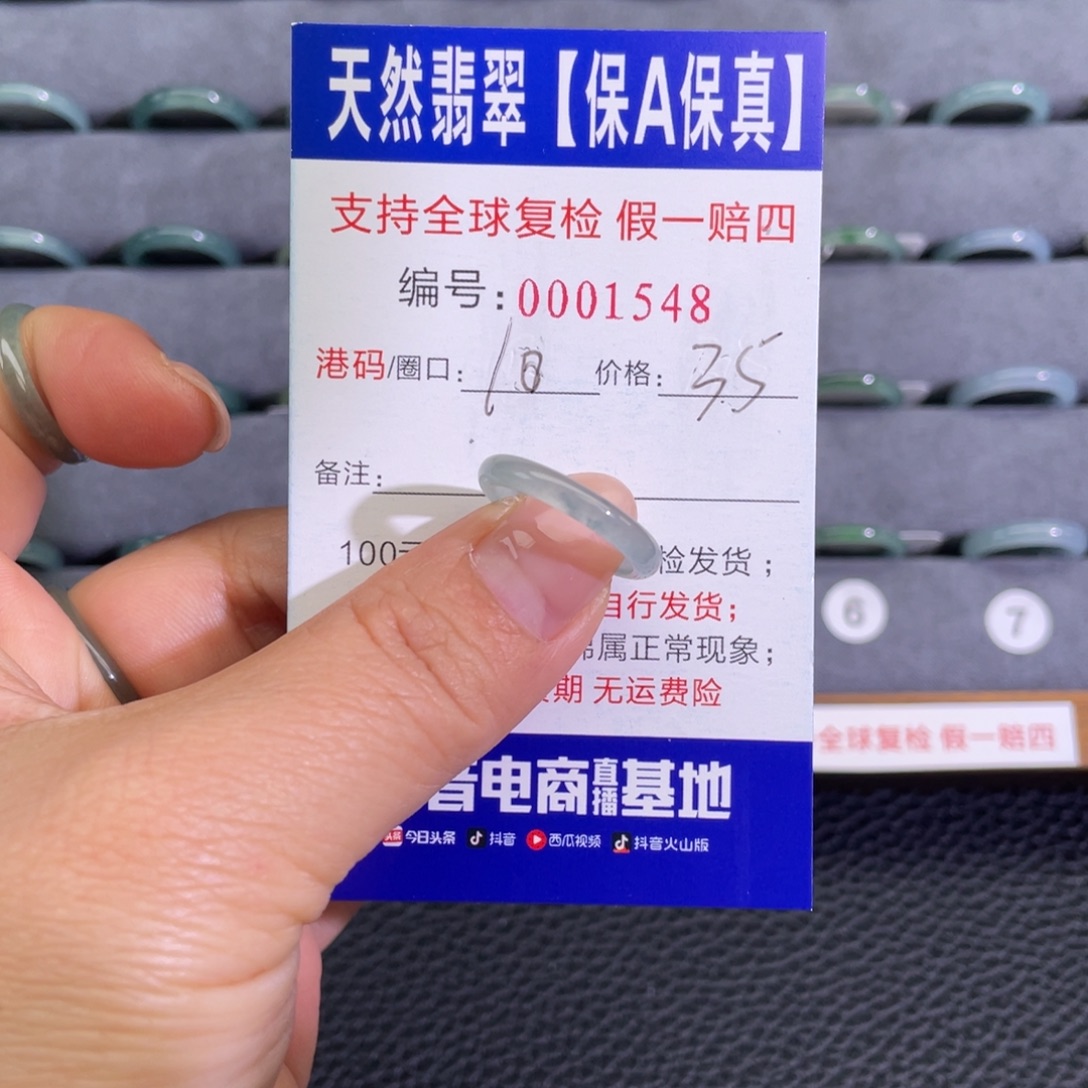 天然翡翠【保A保真】
支持全球复检 假一赔四
编号:0001548
港码/圈口: 价格: 35
备注:
100 检发货;
自行发货;
属正常现象;
期 无运费险
音电商直播基地
今日头条 抖音 西瓜视频 抖音火山版
6 7
全球复检 假一赔四